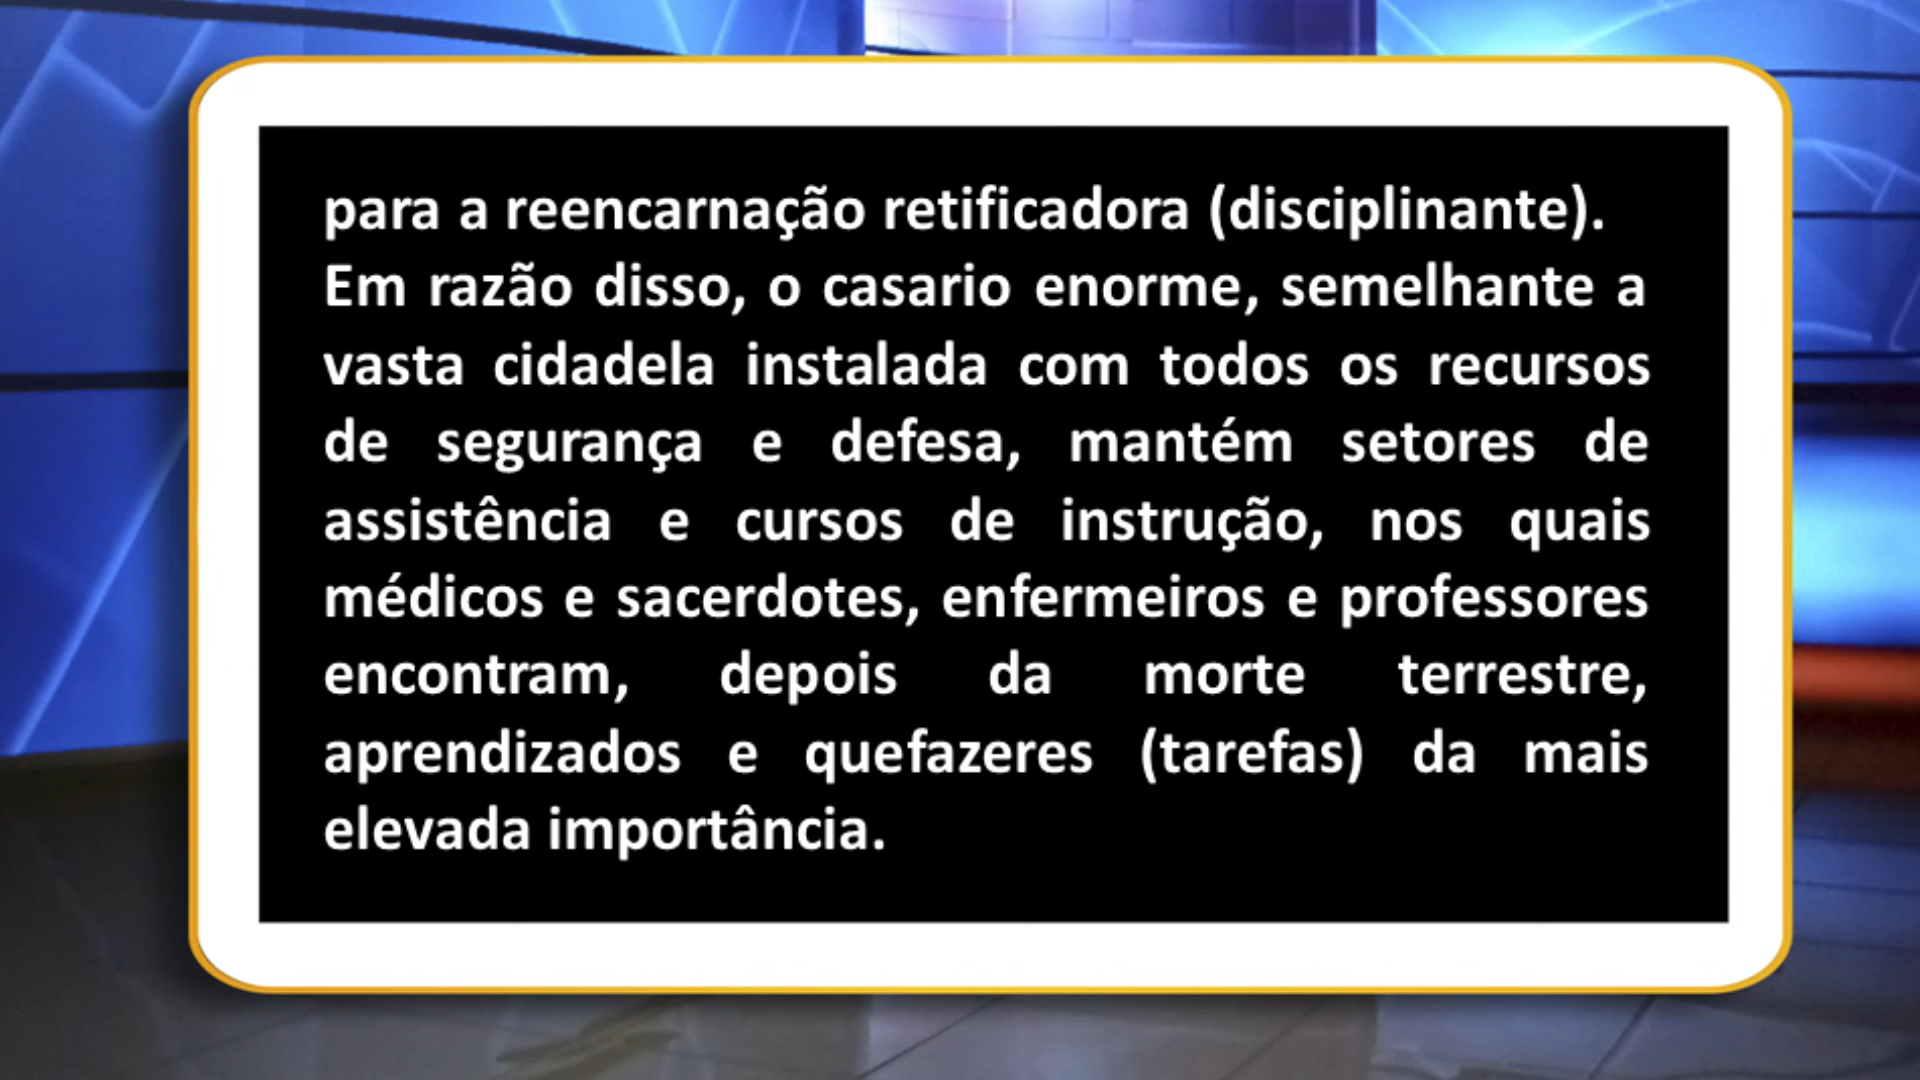 para a reencarnação retificadora (disciplinante).
Em razão disso, o casario enorme, semelhante a
vasta cidadela instalada com todos os recursos
de segurança e defesa, mantém setores de
assistência e cursos de instrução, nos quais
médicos e sacerdotes, enfermeiros e professores
encontram, depois da morte terrestre,
aprendizados e quefazeres (tarefas) da mais
elevada importância.